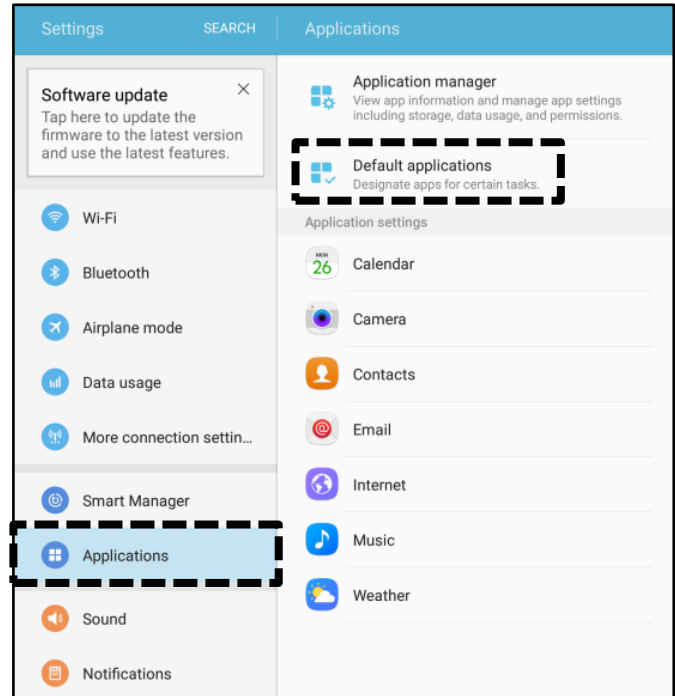 Settings
SEARCH
Software update
Tap here to update the
firmware to the latest version
and use the latest features.
Wi-Fi
Bluetooth
Airplane mode
Data usage
More connection settin...
Smart Manager
Applications
Sound
Notifications
Applications
Application manager
View app information and manage app settings
including storage, data usage, and permissions.
Default applications
Designate apps for certain tasks.
Application settings
MON
26
Calendar
Camera
Contacts
Email
Internet
Music
Weather